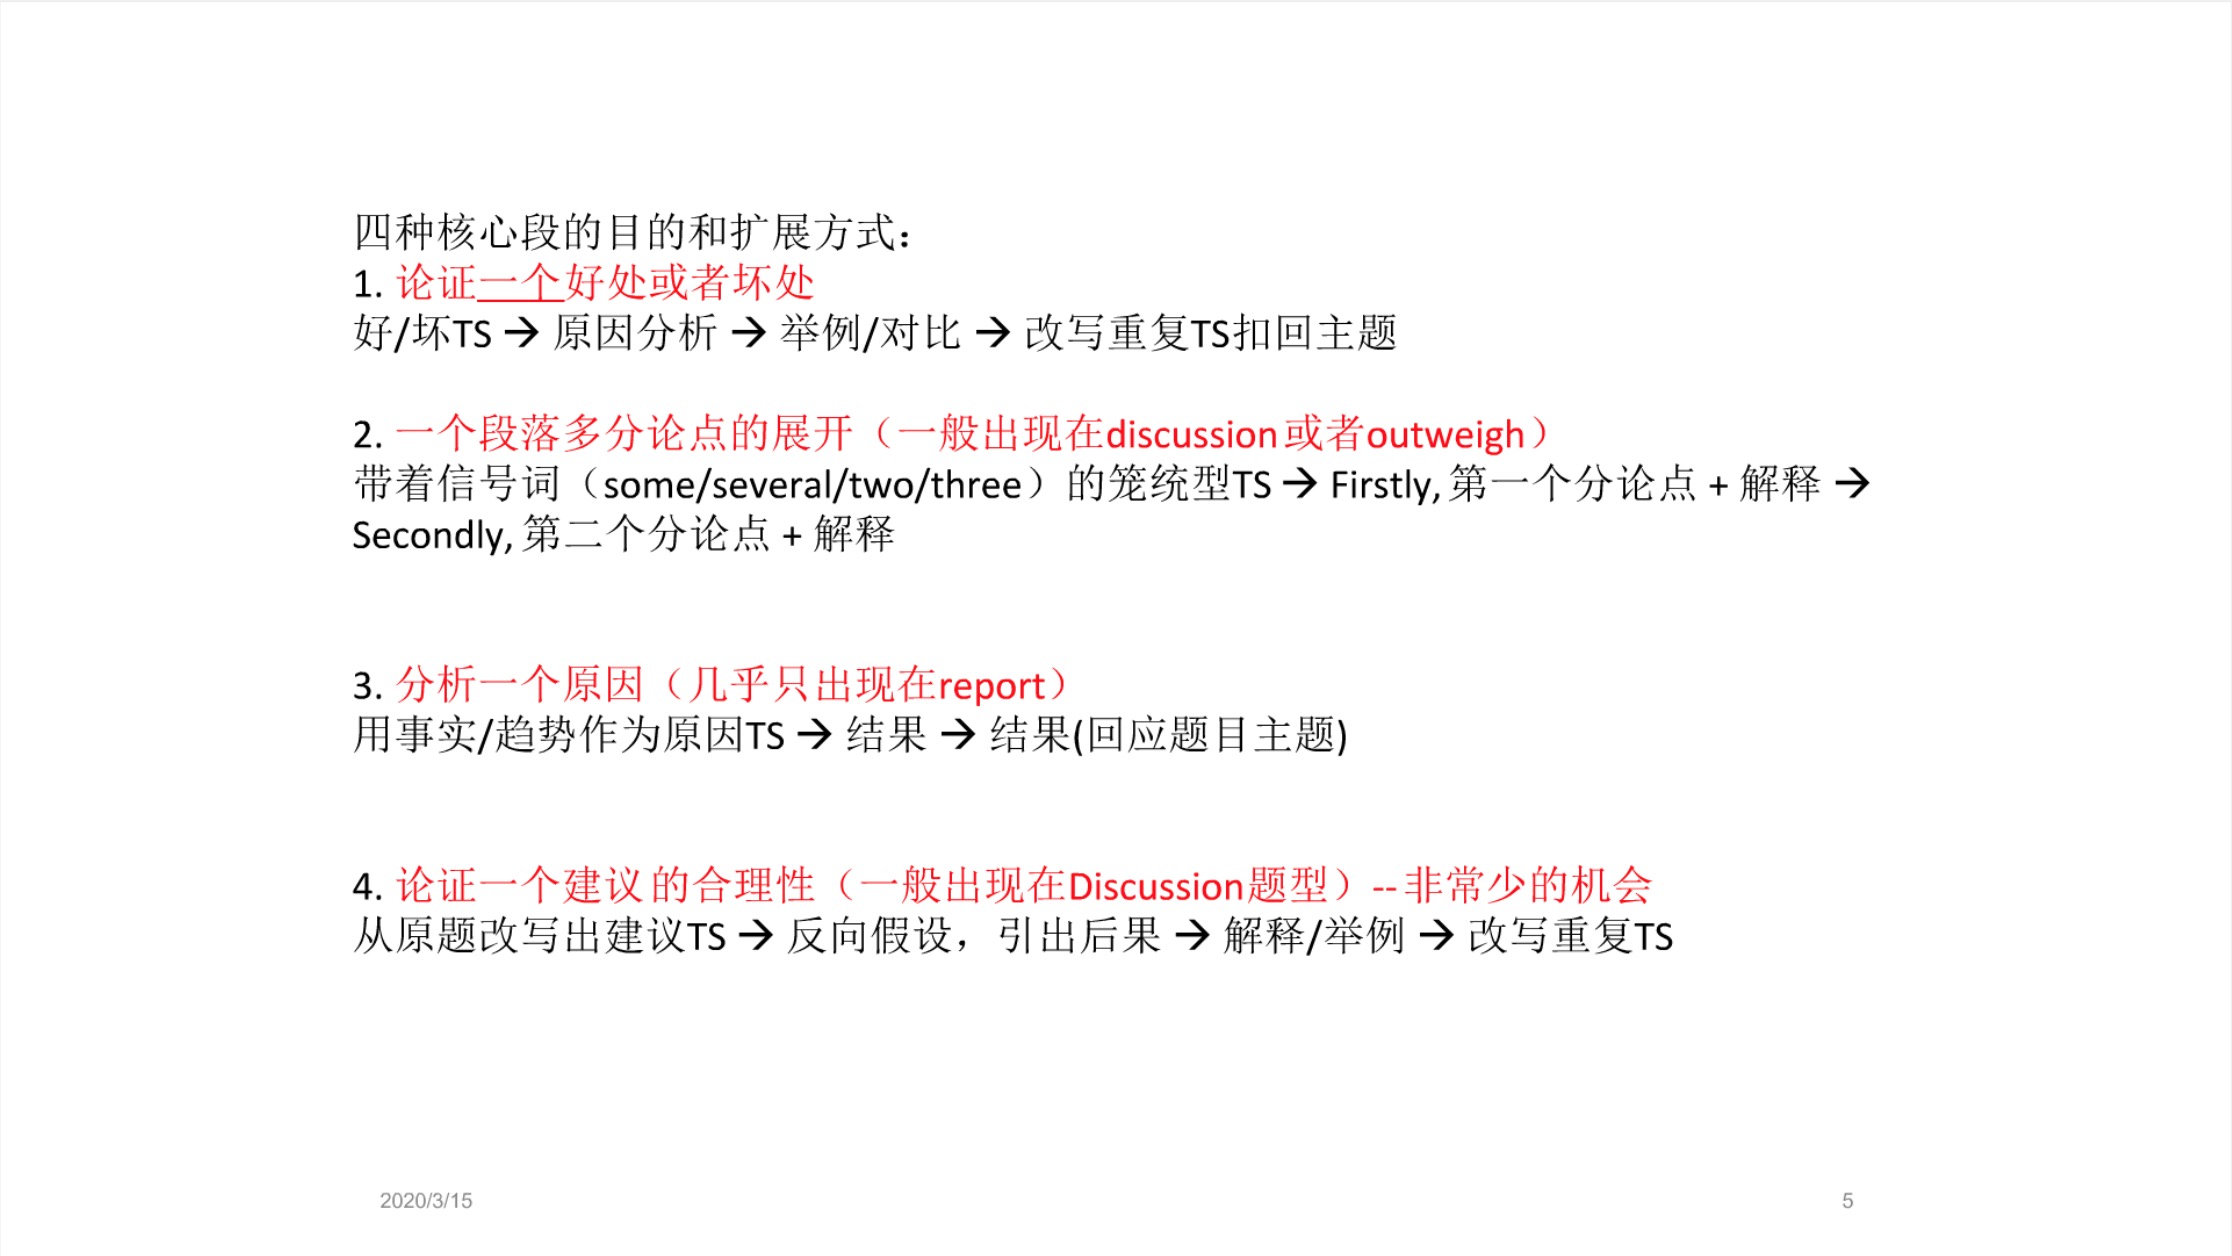 四种核心段的目的和扩展方式：
1. 论证一个好处或者坏处
好/坏TS → 原因分析 → 举例/对比 → 改写重复TS扣回主题
2. 一个段落多分论点的展开（一般出现在discussion或者outweigh）
带着信号词（some/several/two/three）的笼统型TS → Firstly, 第一个分论点 + 解释 →
Secondly, 第二个分论点 + 解释
3. 分析一个原因（几乎只出现在report）
用事实/趋势作为原因TS → 结果 → 结果(回应题目主题)
4. 论证一个建议的合理性（一般出现在Discussion题型）-- 非常少的机会
从原题改写出建议TS → 反向假设，引出后果 → 解释/举例 → 改写重复TS
2020/3/15
5